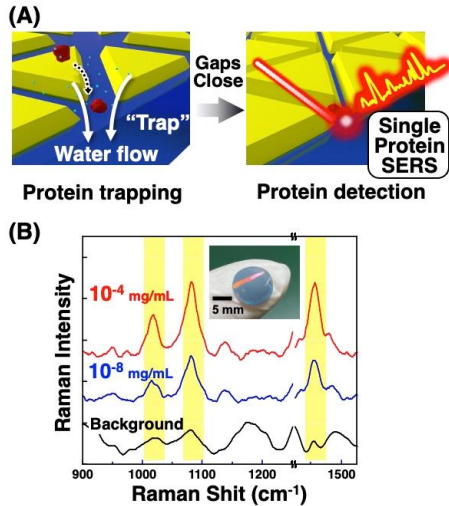 (A)
Gaps
Close
"Trap"
Water flow
Single
Protein
SERS
Protein trapping
Protein detection
(B)
Raman Intensity
10-4 mg/mL
10-8 mg/mL
Background
5 mm
900 1000 1100 1200 1500
Raman Shit (cm-1)